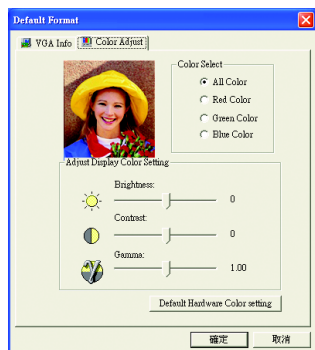 Default Format
VGA Info
Color Adjust
Color Select
All Color
Red Color
Green Color
Blue Color
Adjust Display Color Setting
Brightness:
0
Contrast:
0
Gamma:
1.00
Default Hardware Color setting
確定
取消